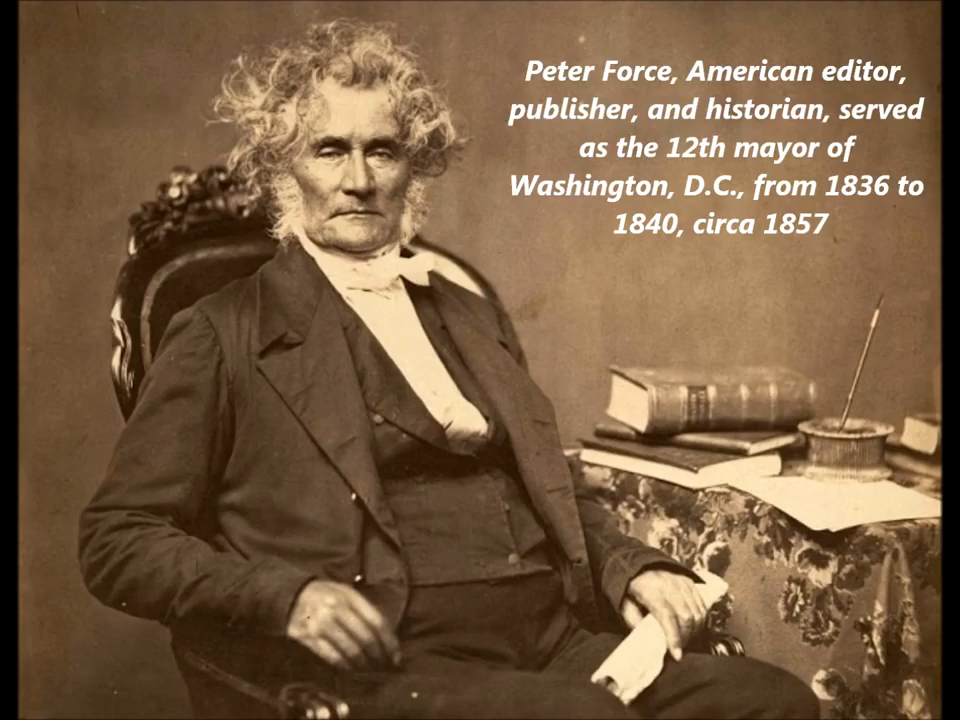 Peter Force, American editor,
publisher, and historian, served
as the 12th mayor of
Washington, D.C., from 1836 to
1840, circa 1857